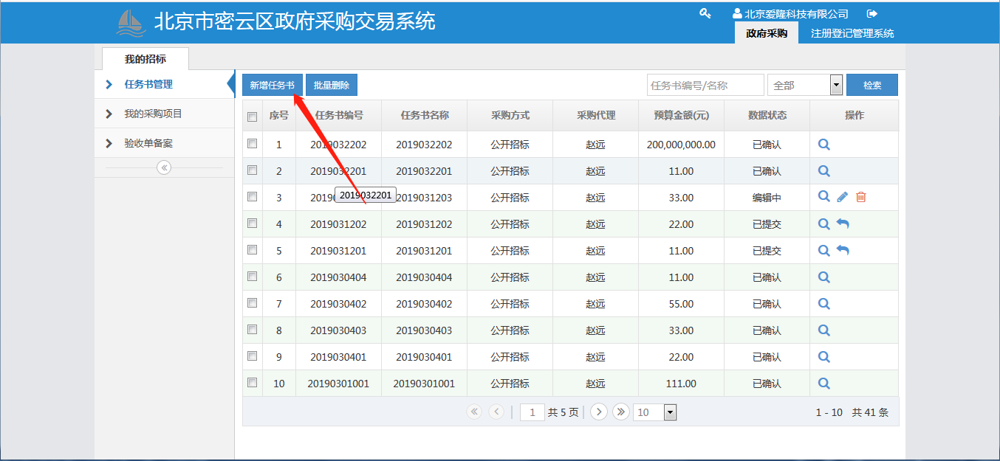 北京市密云区政府采购交易系统
北京爱隆科技有限公司
政府采购 注册登记管理系统
我的招标
任务书管理
我的采购项目
验收单备案
新增任务书 批量删除 任务书编号/名称 全部 检索
序号 任务书编号 任务书名称 采购方式 采购代理 预算金额(元) 数据状态 操作
1 2019032202 2019032202 公开招标 赵远 200,000,000.00 已确认
2 2019032201 2019032201 公开招标 赵远 11.00 已确认
3 2019 2019031203 公开招标 赵远 33.00 编辑中
2019032201
4 2019031202 2019031202 公开招标 赵远 22.00 已提交
5 2019031201 2019031201 公开招标 赵远 11.00 已提交
6 2019030404 2019030404 公开招标 赵远 11.00 已确认
7 2019030402 2019030402 公开招标 赵远 55.00 已确认
8 2019030403 2019030403 公开招标 赵远 33.00 已确认
9 2019030401 2019030401 公开招标 赵远 22.00 已确认
10 20190301001 20190301001 公开招标 赵远 111.00 已确认
1 共 5 页 10 1 - 10 共 41 条